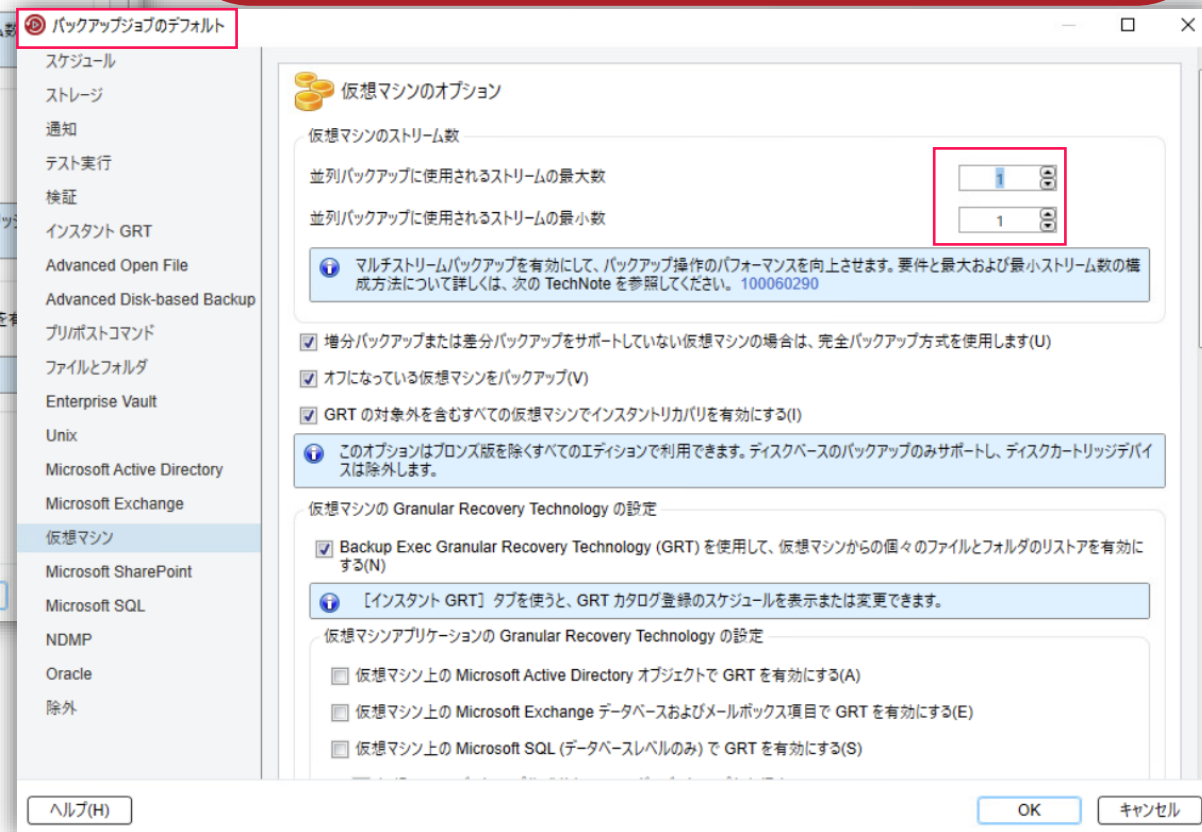 バックアップジョブのデフォルト
スケジュール
ストレージ
通知
テスト実行
検証
インスタント GRT
Advanced Open File
Advanced Disk-based Backup
プリ/ポストコマンド
ファイルとフォルダ
Enterprise Vault
Unix
Microsoft Active Directory
Microsoft Exchange
仮想マシン
Microsoft SharePoint
Microsoft SQL
NDMP
Oracle
除外
仮想マシンのオプション
仮想マシンのストリーム数
並列バックアップに使用されるストリームの最大数 1
並列バックアップに使用されるストリームの最小数 1
マルチストリームバックアップを有効にして、バックアップ操作のパフォーマンスを向上させます。要件と最大および最小ストリーム数の構
成方法について詳しくは、次の TechNote を参照してください。100060290
増分バックアップまたは差分バックアップをサポートしていない仮想マシンの場合は、完全バックアップ方式を使用します(U)
オフになっている仮想マシンをバックアップ(V)
GRT の対象外を含むすべての仮想マシンでインスタントリカバリを有効にする(I)
このオプションはブロンズ版を除くすべてのエディションで利用できます。ディスクベースのバックアップのみサポートし、ディスクカートリッジデバイ
スは除外します。
仮想マシンの Granular Recovery Technology の設定
Backup Exec Granular Recovery Technology (GRT) を使用して、仮想マシンからの個々のファイルとフォルダのリストアを有効に
する(N)
［インスタント GRT］タブを使うと、GRT カタログ登録のスケジュールを表示または変更できます。
仮想マシンアプリケーションの Granular Recovery Technology の設定
仮想マシン上の Microsoft Active Directory オブジェクトで GRT を有効にする(A)
仮想マシン上の Microsoft Exchange データベースおよびメールボックス項目で GRT を有効にする(E)
仮想マシン上の Microsoft SQL (データベースレベルのみ) で GRT を有効にする(S)
ヘルプ(H)
OK
キャンセル